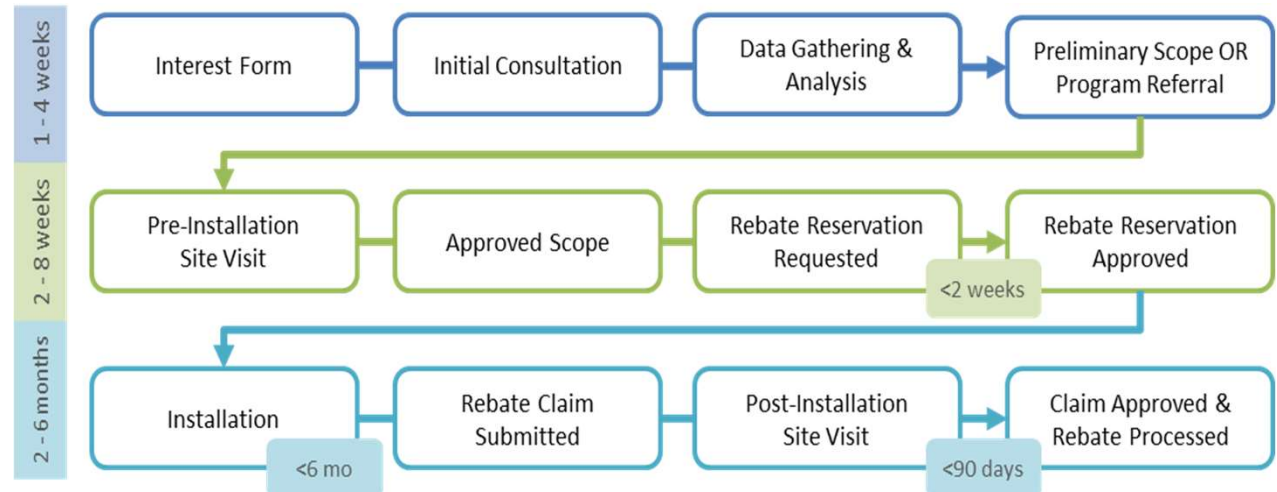 1 - 4 weeks
Interest Form
Initial Consultation
Data Gathering &
Analysis
Preliminary Scope OR
Program Referral
2 - 8 weeks
Pre-Installation
Site Visit
Approved Scope
Rebate Reservation
Requested
<2 weeks
Rebate Reservation
Approved
2 - 6 months
Installation
<6 mo
Rebate Claim
Submitted
Post-Installation
Site Visit
<90 days
Claim Approved &
Rebate Processed